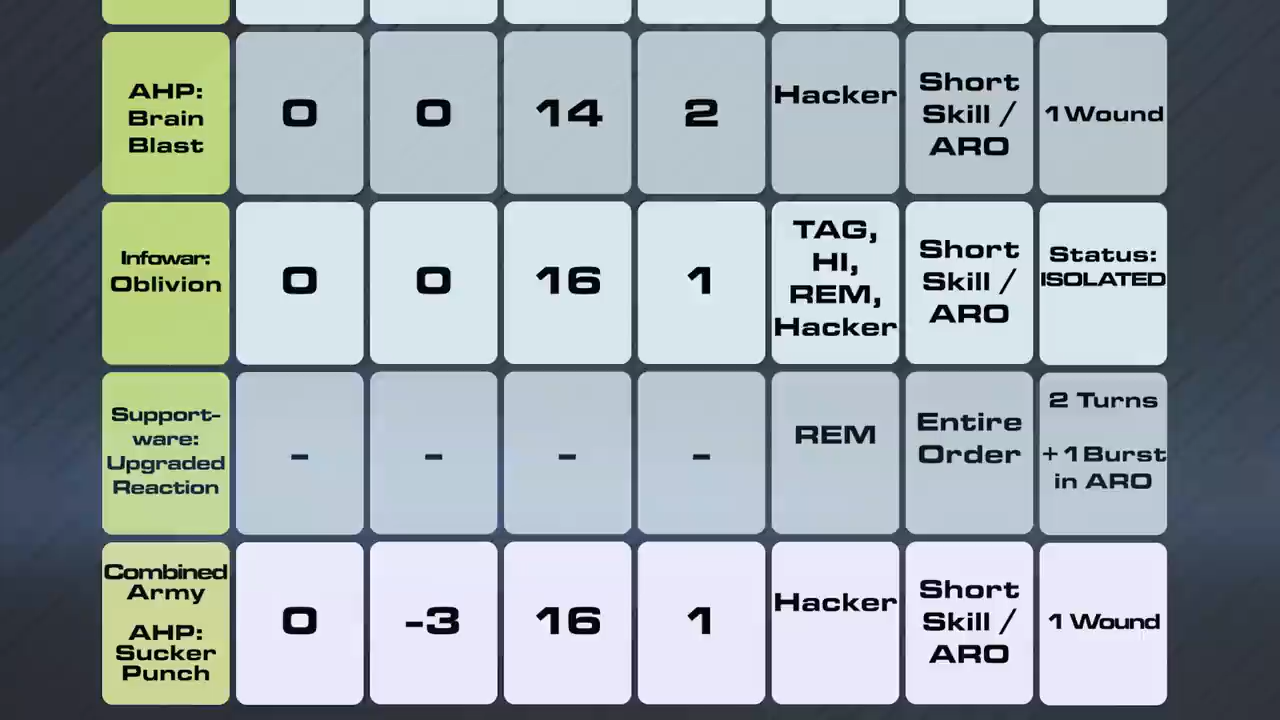 AHP:
Brain
Blast
0
0
14
2
Hacker
Short
Skill /
ARO
1 Wound
Infowar:
Oblivion
0
0
16
1
TAG,
HI,
REM,
Hacker
Short
Skill /
ARO
Status:
ISOLATED
Support-
ware:
Upgraded
Reaction
-
-
-
-
REM
Entire
Order
2 Turns
+1 Burst
in ARO
Combined
Army
AHP:
Sucker
Punch
0
-3
16
1
Hacker
Short
Skill /
ARO
1 Wound